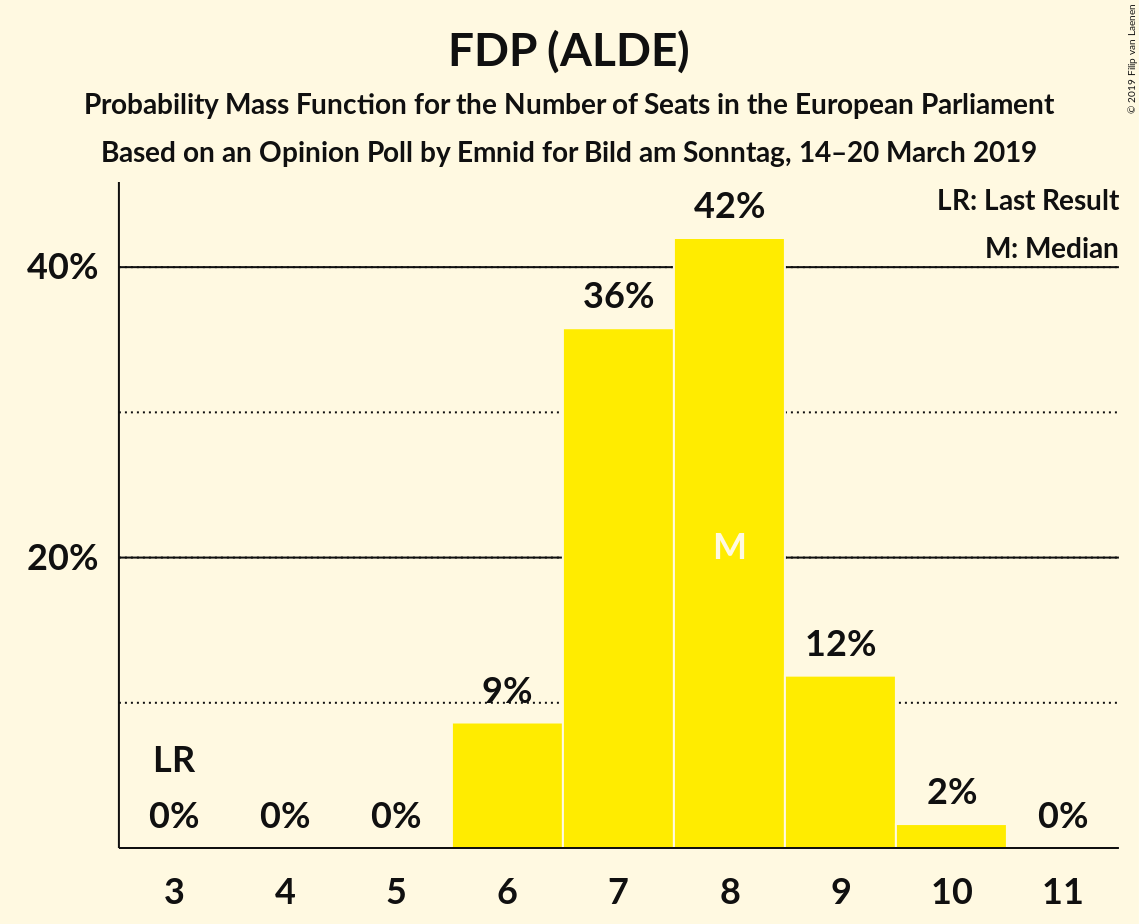 FDP (ALDE)
Probability Mass Function for the Number of Seats in the European Parliament
Based on an Opinion Poll by Emnid for Bild am Sonntag, 14–20 March 2019
© 2019 Filip van Laenen
LR: Last Result
M: Median
40%
20%
LR
0%
0%
0%
9%
36%
42%
M
12%
2%
0%
3 4 5 6 7 8 9 10 11